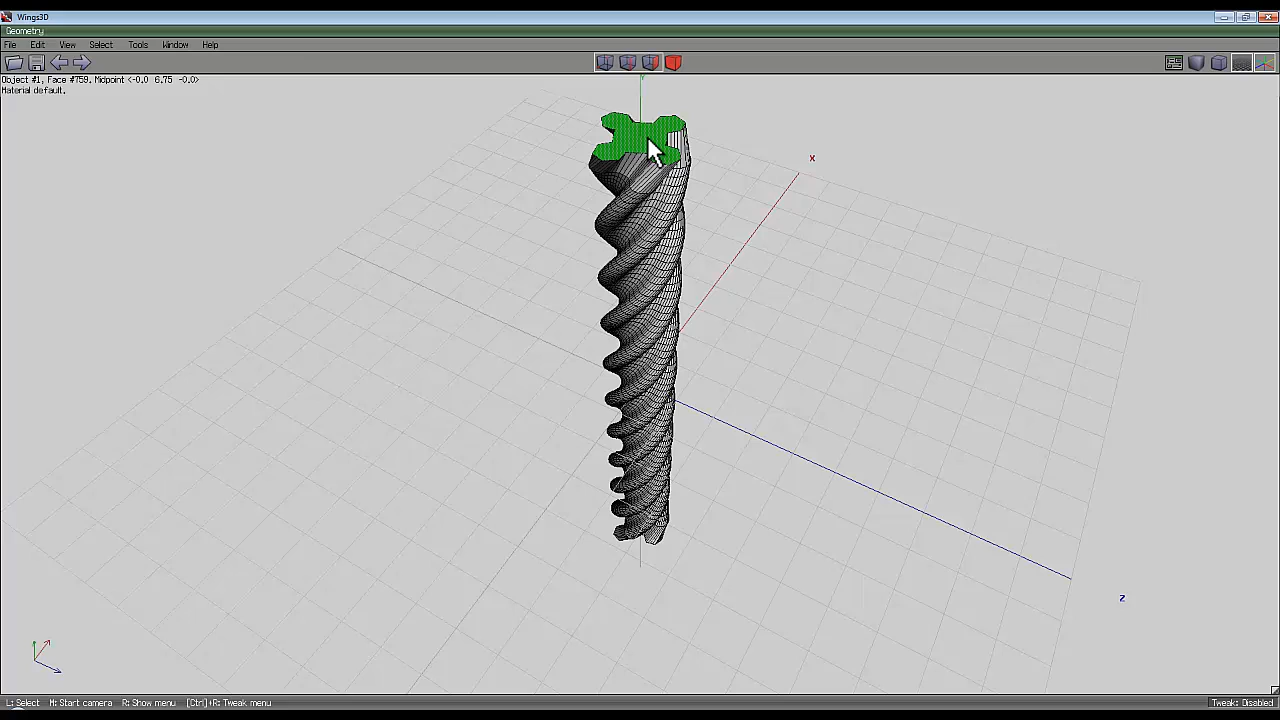 Wings3D
Geometry
File Edit View Select Tools Window Help
Object #1, Face #759. Midpoint <-0.0 6.75 -0.0>
Material default.
Y
X
Z
L: Select M: Start camera R: Show menu [Ctrl]+R: Tweak menu
Tweak: Disabled